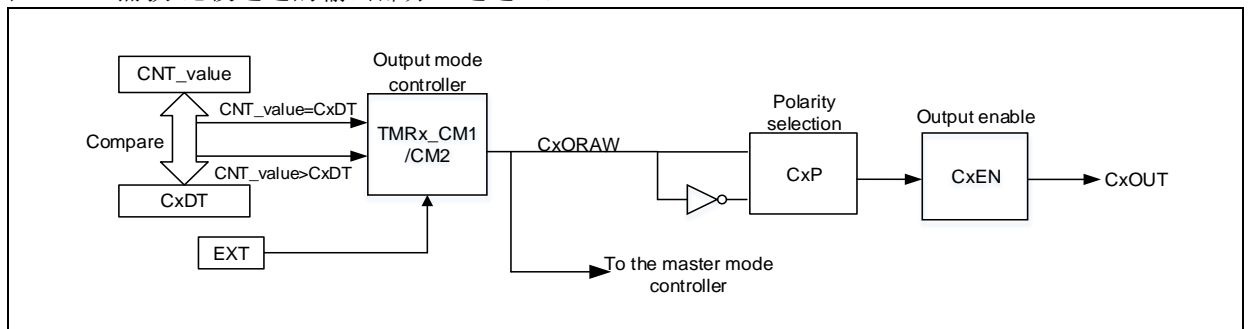 CNT_value
Compare
CxDT
CNT_value=CxDT
CNT_value>CxDT
EXT
Output mode
controller
TMRx_CM1
/CM2
CxORAW
To the master mode
controller
Polarity
selection
CxP
Output enable
CxEN
CxOUT